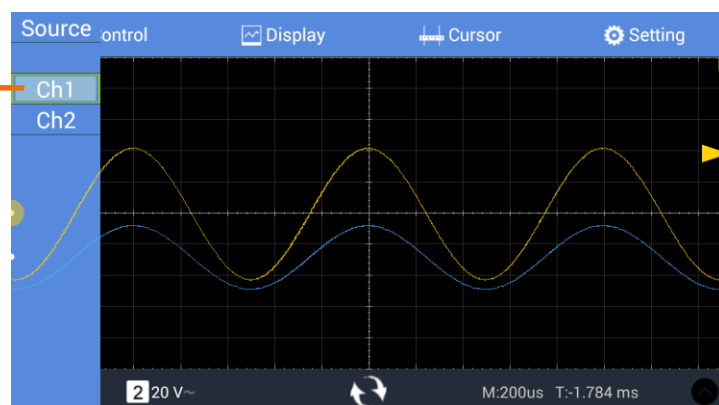 Source ontrol Display Cursor Setting
Ch1
Ch2
2 20 V~ M:200us T:-1.784 ms